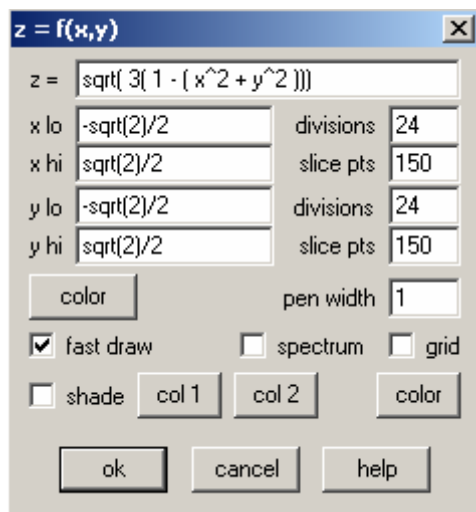 z = f(x,y)
z = sqrt( 3( 1 - ( x^2 + y^2 )))
x lo -sqrt(2)/2 divisions 24
x hi sqrt(2)/2 slice pts 150
y lo -sqrt(2)/2 divisions 24
y hi sqrt(2)/2 slice pts 150
color pen width 1
fast draw spectrum grid
shade col 1 col 2 color
ok cancel help